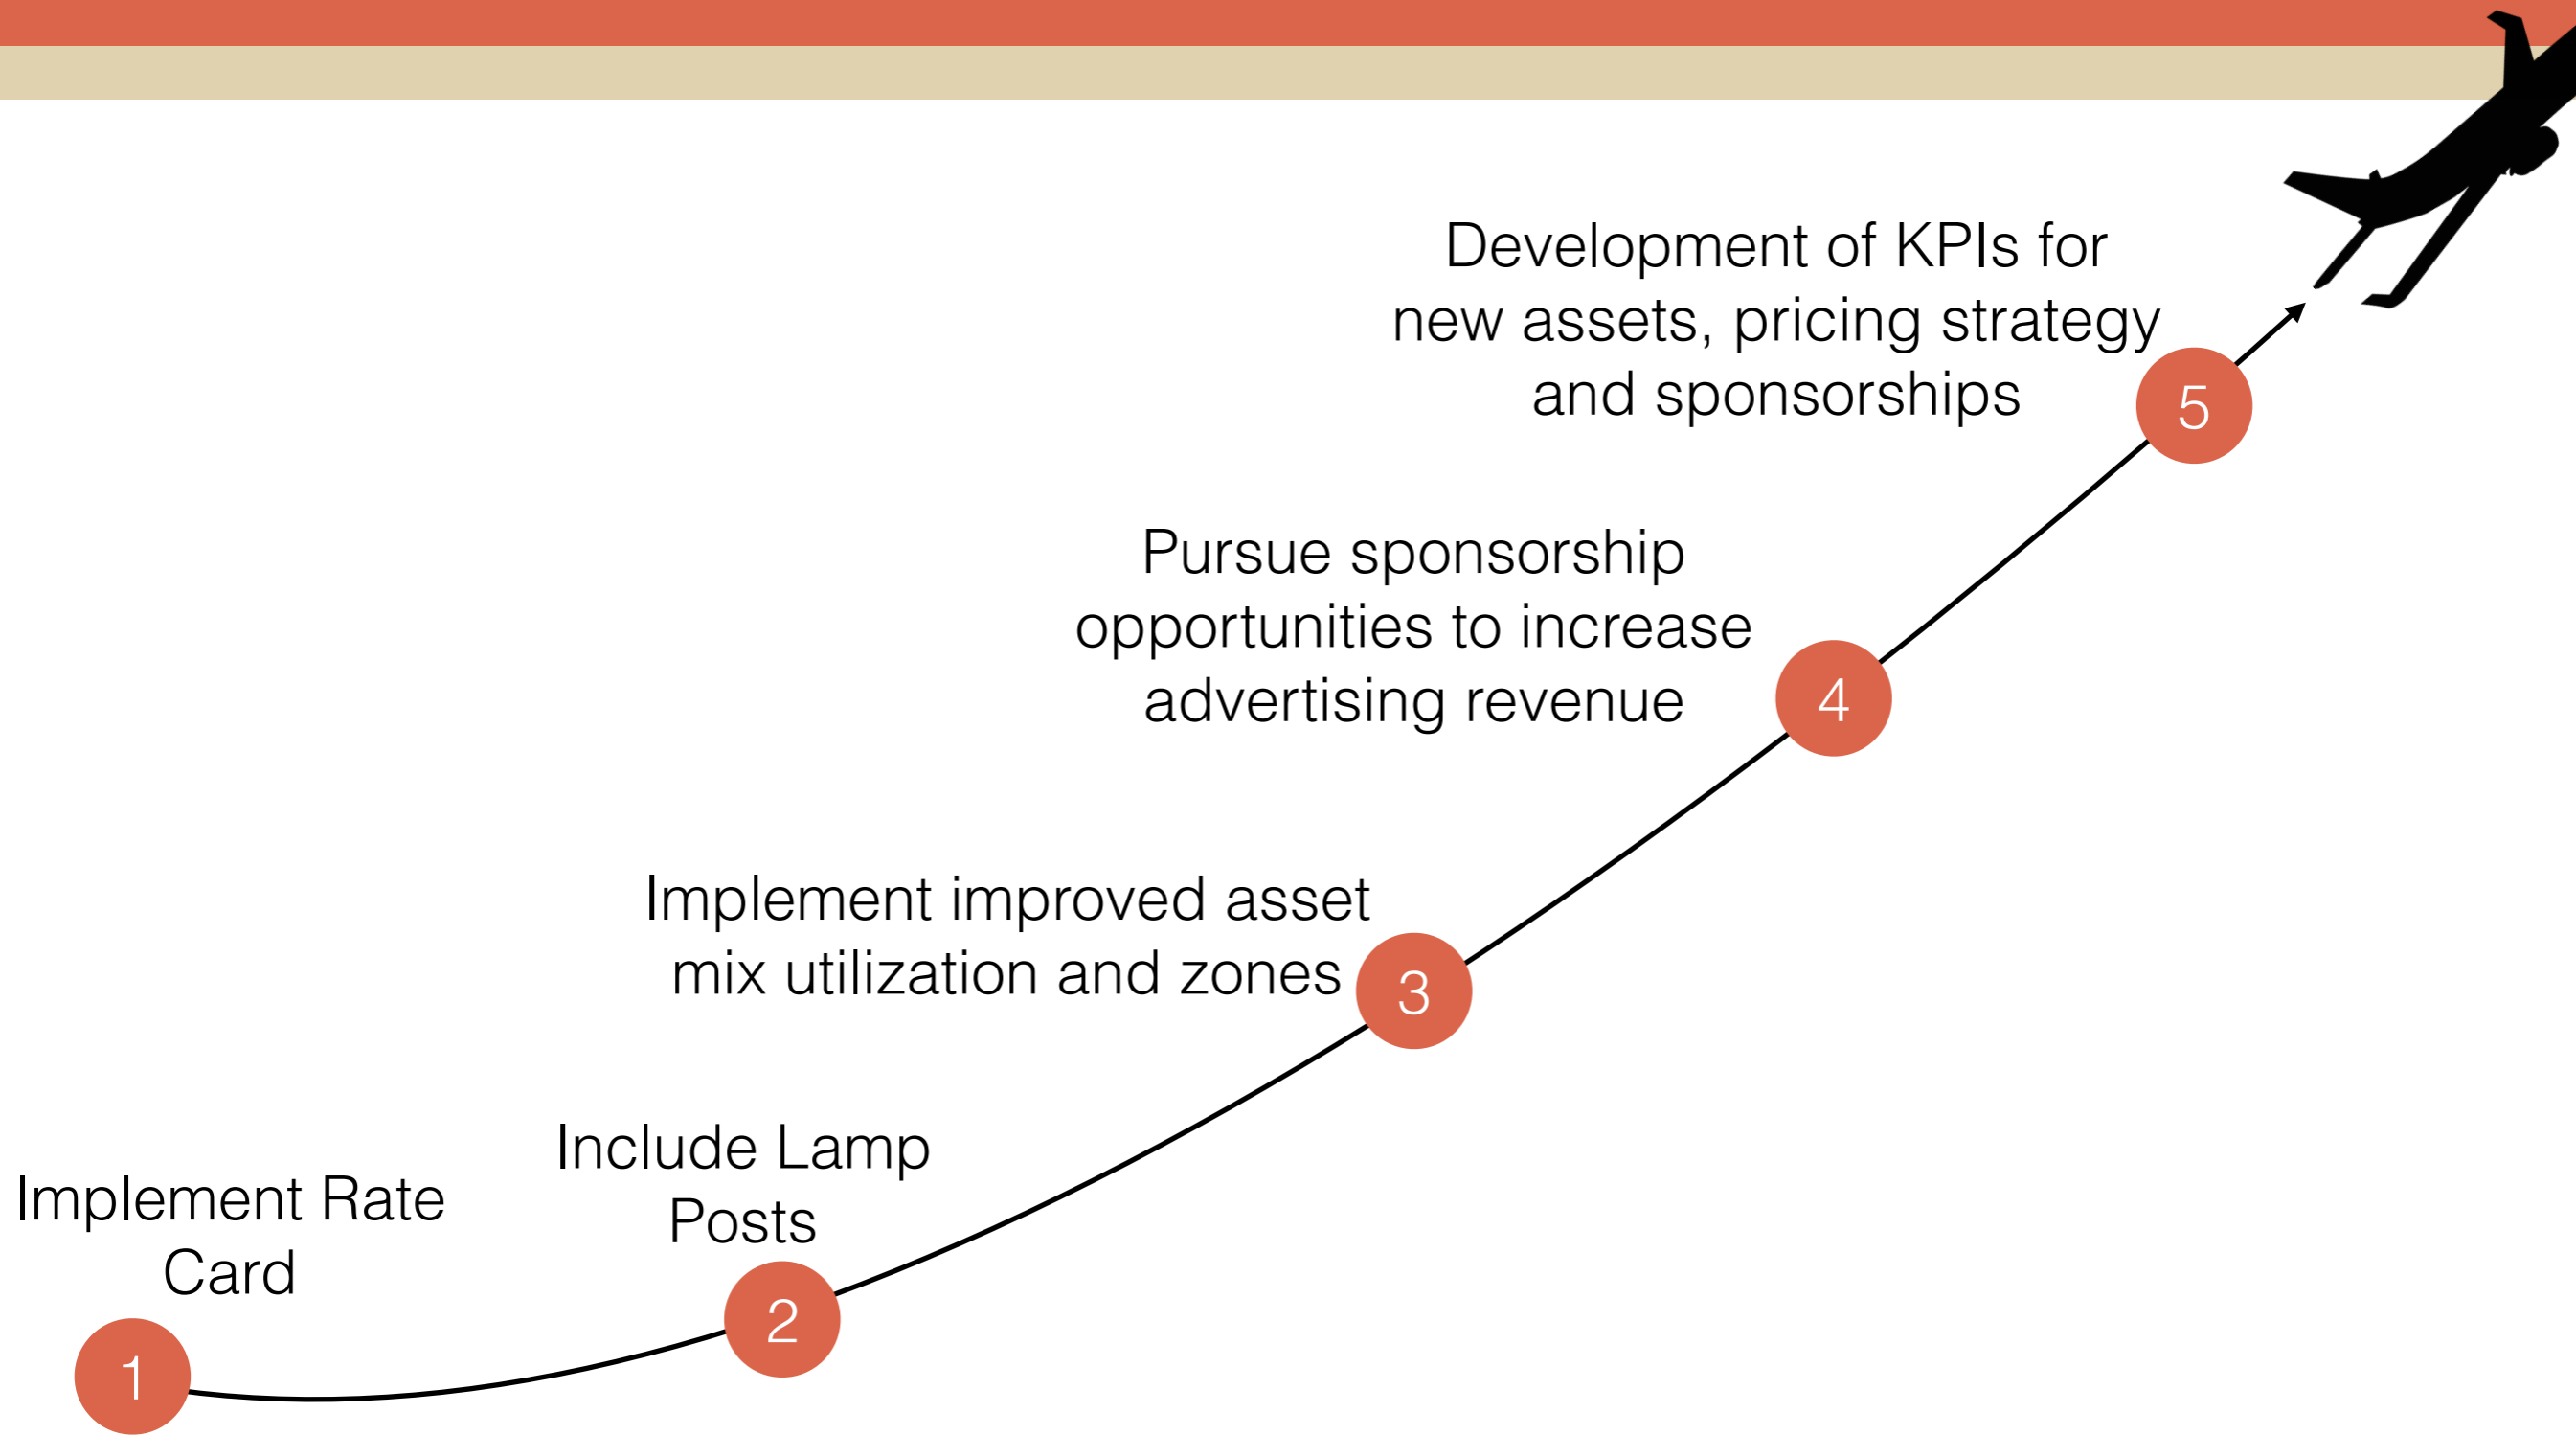 Development of KPIs for
new assets, pricing strategy
and sponsorships
5
Pursue sponsorship
opportunities to increase
advertising revenue
4
Implement improved asset
mix utilization and zones
3
Include Lamp
Posts
2
Implement Rate
Card
1